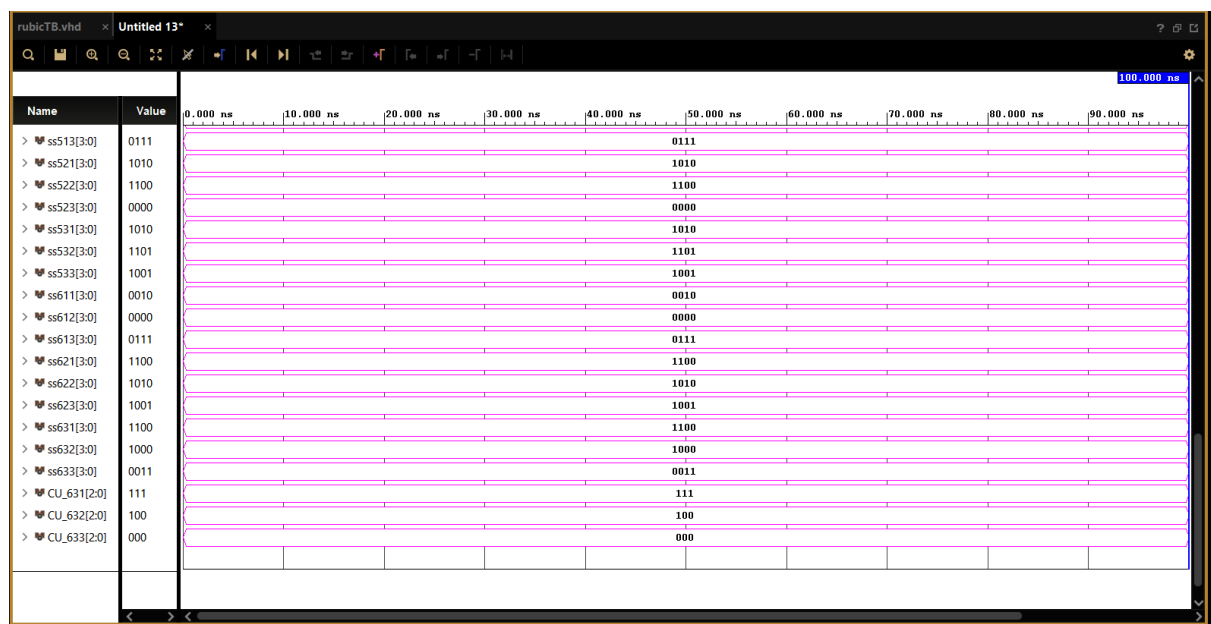 rubicTB.vhd × Untitled 13* ×
?
100.000 ns
Name Value 0.000 ns 10.000 ns 20.000 ns 30.000 ns 40.000 ns 50.000 ns 60.000 ns 70.000 ns 80.000 ns 90.000 ns
> ss513[3:0] 0111 0111
> ss521[3:0] 1010 1010
> ss522[3:0] 1100 1100
> ss523[3:0] 0000 0000
> ss531[3:0] 1010 1010
> ss532[3:0] 1101 1101
> ss533[3:0] 1001 1001
> ss611[3:0] 0010 0010
> ss612[3:0] 0000 0000
> ss613[3:0] 0111 0111
> ss621[3:0] 1100 1100
> ss622[3:0] 1010 1010
> ss623[3:0] 1001 1001
> ss631[3:0] 1100 1100
> ss632[3:0] 1000 1000
> ss633[3:0] 0011 0011
> CU_631[2:0] 111 111
> CU_632[2:0] 100 100
> CU_633[2:0] 000 000